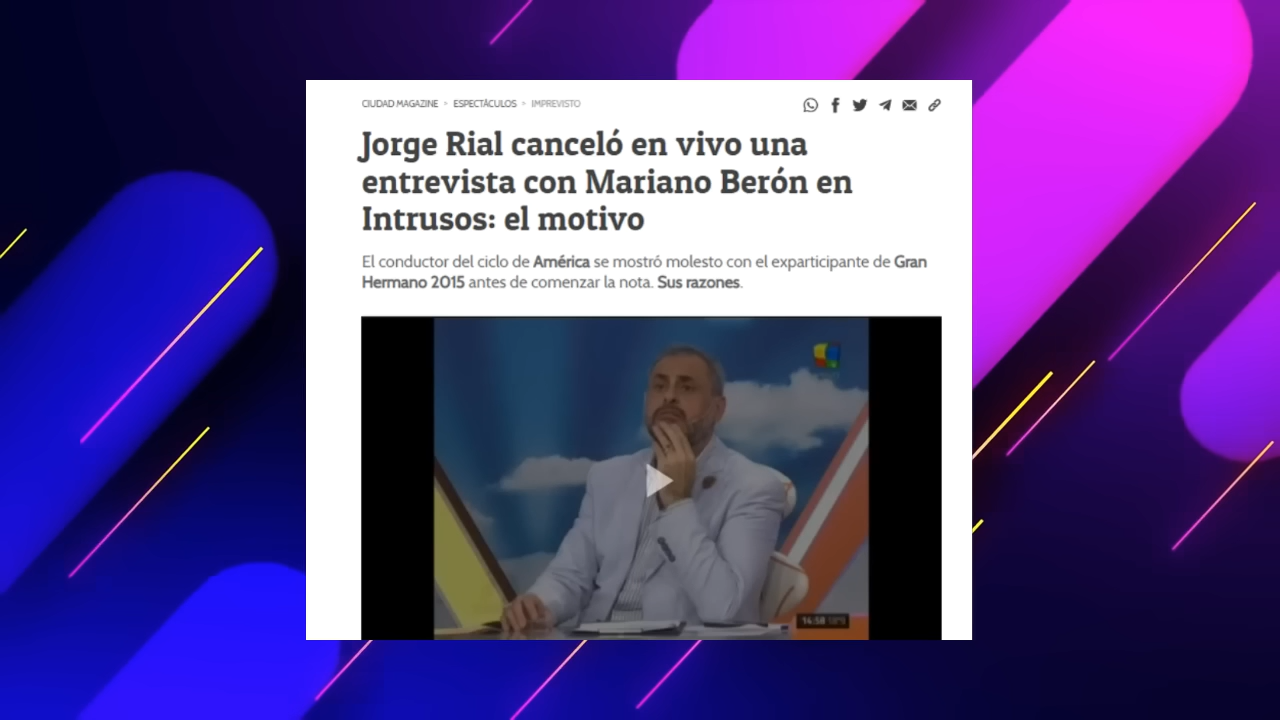 CIUDAD MAGAZINE > ESPECTÁCULOS > IMPREVISTO
Jorge Rial canceló en vivo una
entrevista con Mariano Berón en
Intrusos: el motivo
El conductor del ciclo de América se mostró molesto con el exparticipante de Gran
Hermano 2015 antes de comenzar la nota. Sus razones.
14:58